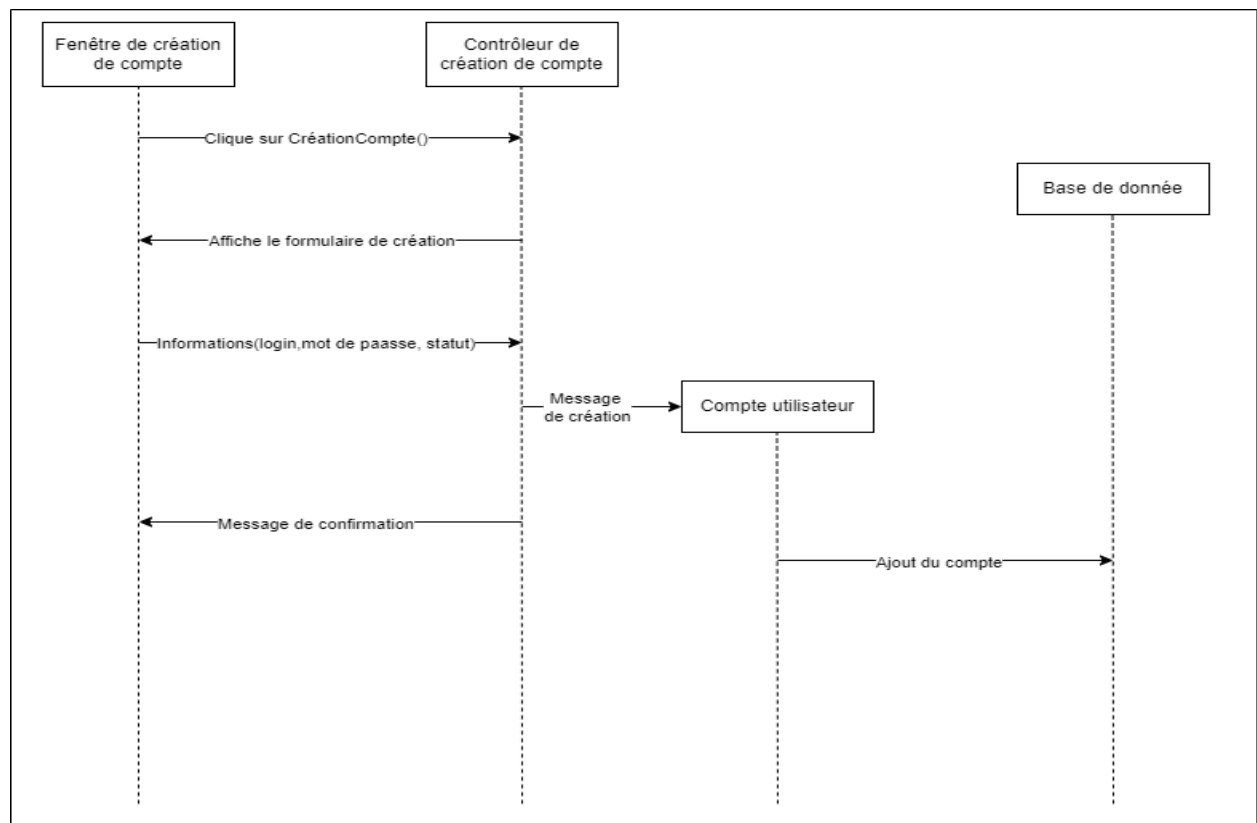 Fenêtre de création
de compte
Contrôleur de
création de compte
Clique sur CréationCompte()
Base de donnée
Affiche le formulaire de création
Informations(login,mot de paasse, statut)
Message
de création
Compte utilisateur
Message de confirmation
Ajout du compte